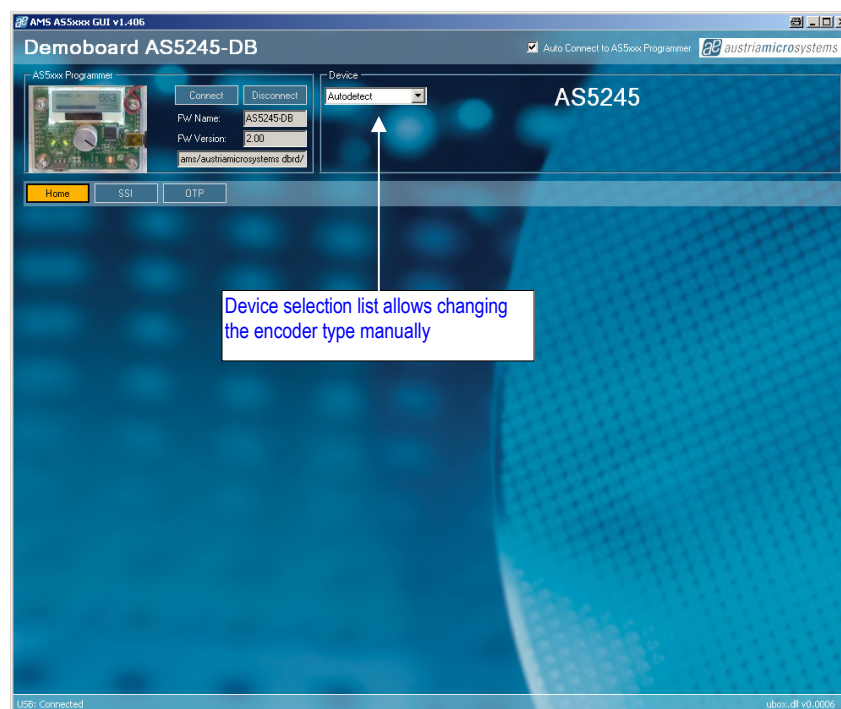 AMS AS5xxx GUI v1.406
Demoboard AS5245-DB
Auto Connect to AS5xxx Programmer
austriamicrosystems
AS5xxx Programmer
Connect
Disconnect
FW Name:
AS5245-DB
FW Version:
2.00
ams/austriamicrosystems dbrd/
Device
Autodetect
AS5245
Home
SSI
OTP
Device selection list allows changing
the encoder type manually
USB: Connected
ubox.dll v0.0006